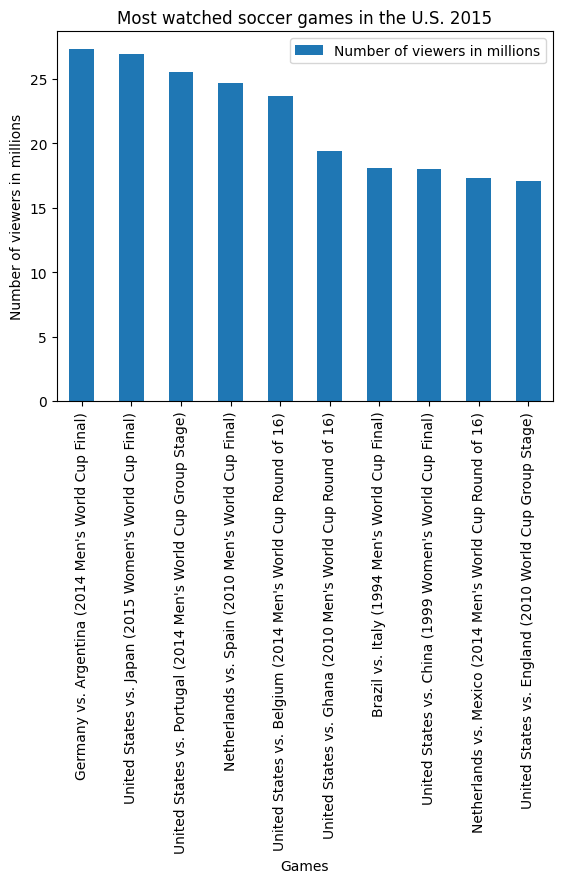 Most watched soccer games in the U.S. 2015
Number of viewers in millions
Number of viewers in millions
25
20
15
10
5
0
Germany vs. Argentina (2014 Men's World Cup Final)
United States vs. Japan (2015 Women's World Cup Final)
United States vs. Portugal (2014 Men's World Cup Group Stage)
Netherlands vs. Spain (2010 Men's World Cup Final)
United States vs. Belgium (2014 Men's World Cup Round of 16)
United States vs. Ghana (2010 Men's World Cup Round of 16)
Brazil vs. Italy (1994 Men's World Cup Final)
United States vs. China (1999 Women's World Cup Final)
Netherlands vs. Mexico (2014 Men's World Cup Round of 16)
United States vs. England (2010 World Cup Group Stage)
Games